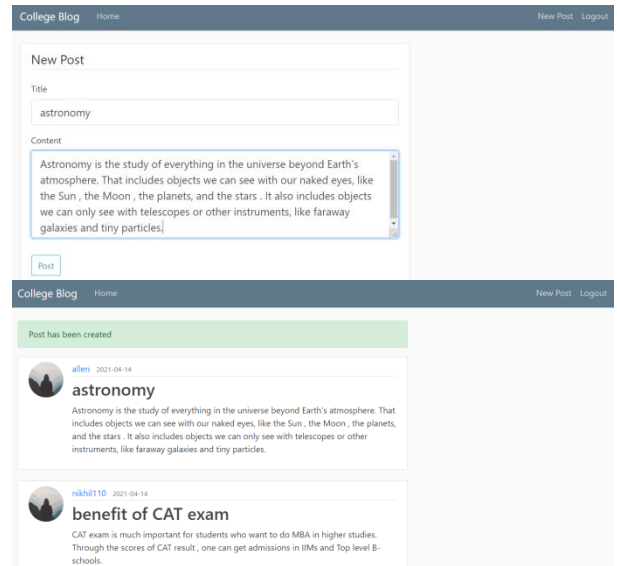 College Blog Home New Post Logout
New Post
Title
astronomy
Content
Astronomy is the study of everything in the universe beyond Earth's
atmosphere. That includes objects we can see with our naked eyes, like
the Sun , the Moon , the planets, and the stars . It also includes objects
we can only see with telescopes or other instruments, like faraway
galaxies and tiny particles.
Post
College Blog Home New Post Logout
Post has been created
allen 2021-04-14
astronomy
Astronomy is the study of everything in the universe beyond Earth's atmosphere. That
includes objects we can see with our naked eyes, like the Sun , the Moon , the planets,
and the stars . It also includes objects we can only see with telescopes or other
instruments, like faraway galaxies and tiny particles.
nikhil110 2021-04-14
benefit of CAT exam
CAT exam is much important for students who want to do MBA in higher studies.
Through the scores of CAT result , one can get admissions in IIMs and Top level B-
schools.